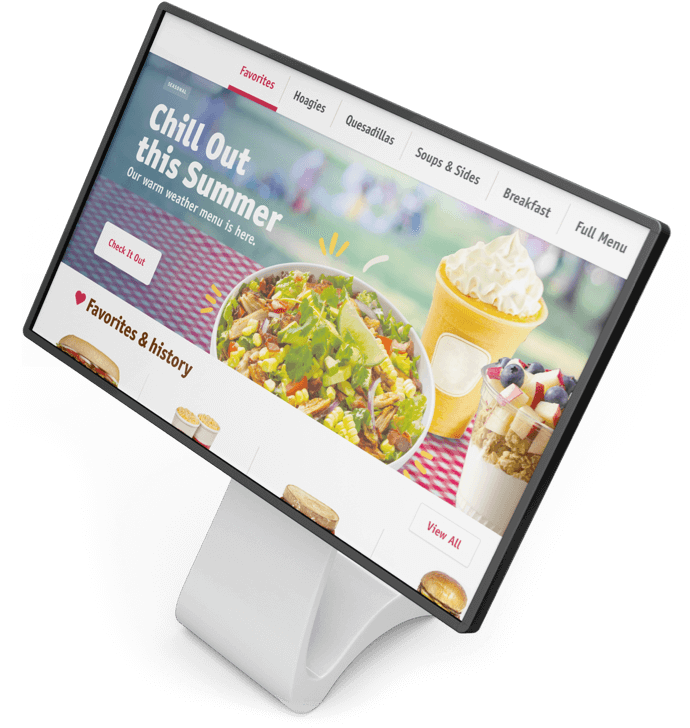 Favorites
Hoagies
Quesadillas
Soups & Sides
Breakfast
Full Menu
SEASONAL
Chill Out
this Summer
Our warm weather menu is here.
Check It Out
Favorites & history
View All